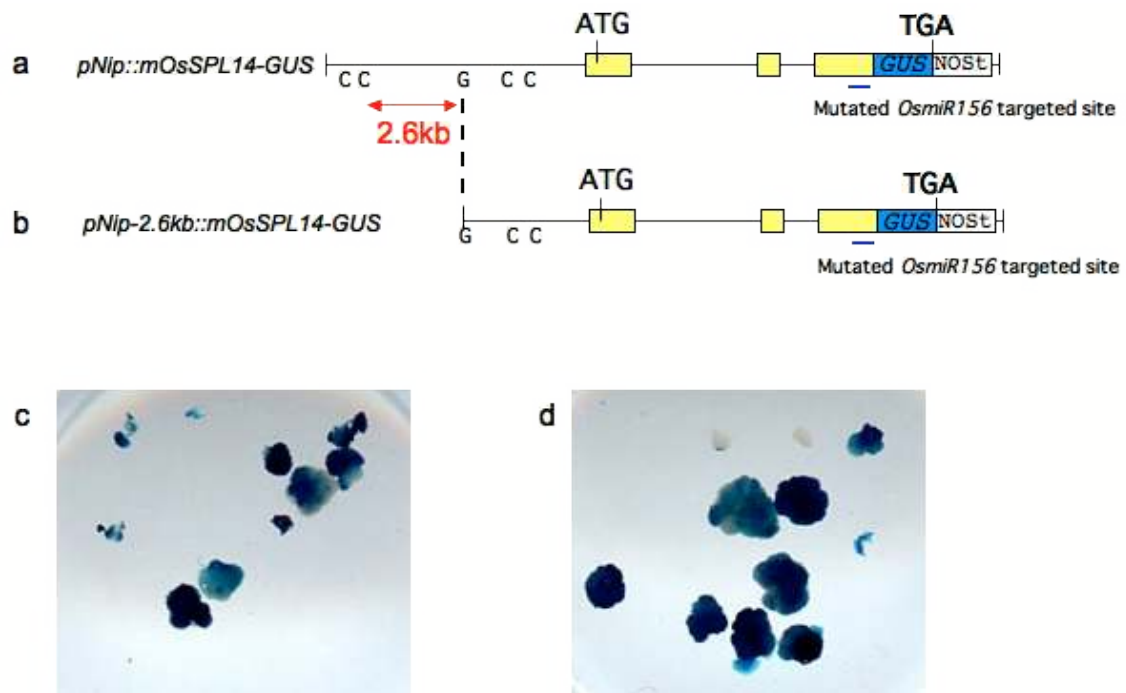 ATG TGA
a pNip::mOsSPL14-GUS GUS NOSt
C C G C C
2.6kb Mutated OsmiR156 targeted site
ATG TGA
b pNip-2.6kb::mOsSPL14-GUS GUS NOSt
G C C
Mutated OsmiR156 targeted site
c d